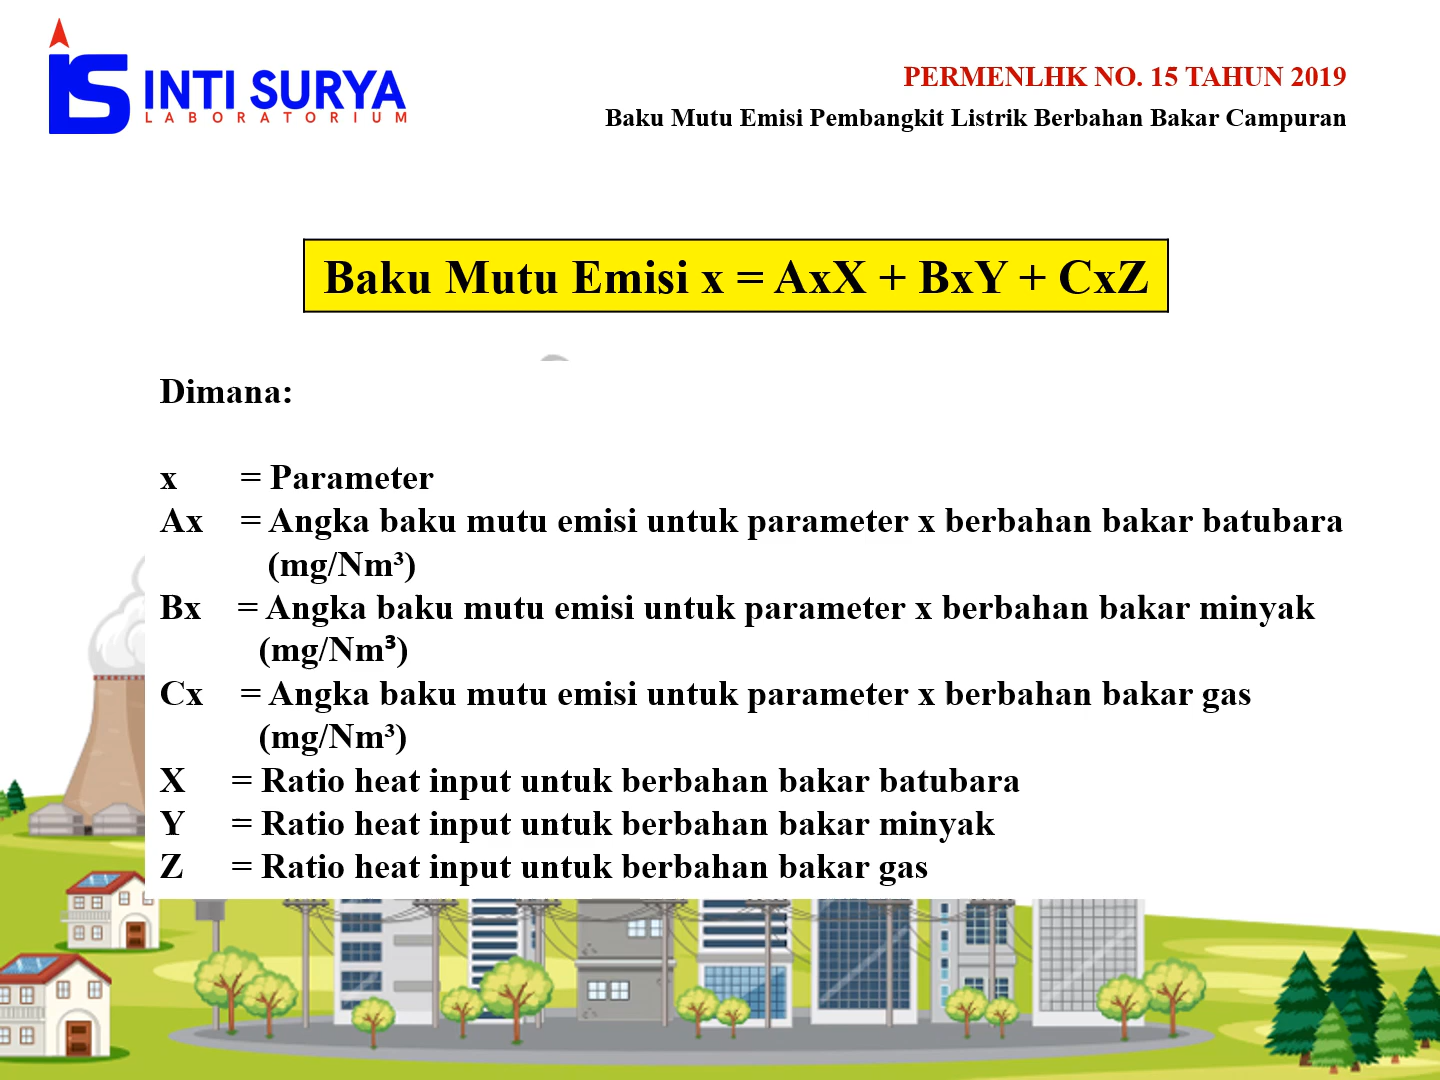 INTI SURYA
LABORATORIUM
PERMENLHK NO. 15 TAHUN 2019
Baku Mutu Emisi Pembangkit Listrik Berbahan Bakar Campuran
Baku Mutu Emisi x = AxX + BxY + CxZ
Dimana:
x = Parameter
Ax = Angka baku mutu emisi untuk parameter x berbahan bakar batubara
(mg/Nm³)
Bx = Angka baku mutu emisi untuk parameter x berbahan bakar minyak
(mg/Nm³)
Cx = Angka baku mutu emisi untuk parameter x berbahan bakar gas
(mg/Nm³)
X = Ratio heat input untuk berbahan bakar batubara
Y = Ratio heat input untuk berbahan bakar minyak
Z = Ratio heat input untuk berbahan bakar gas